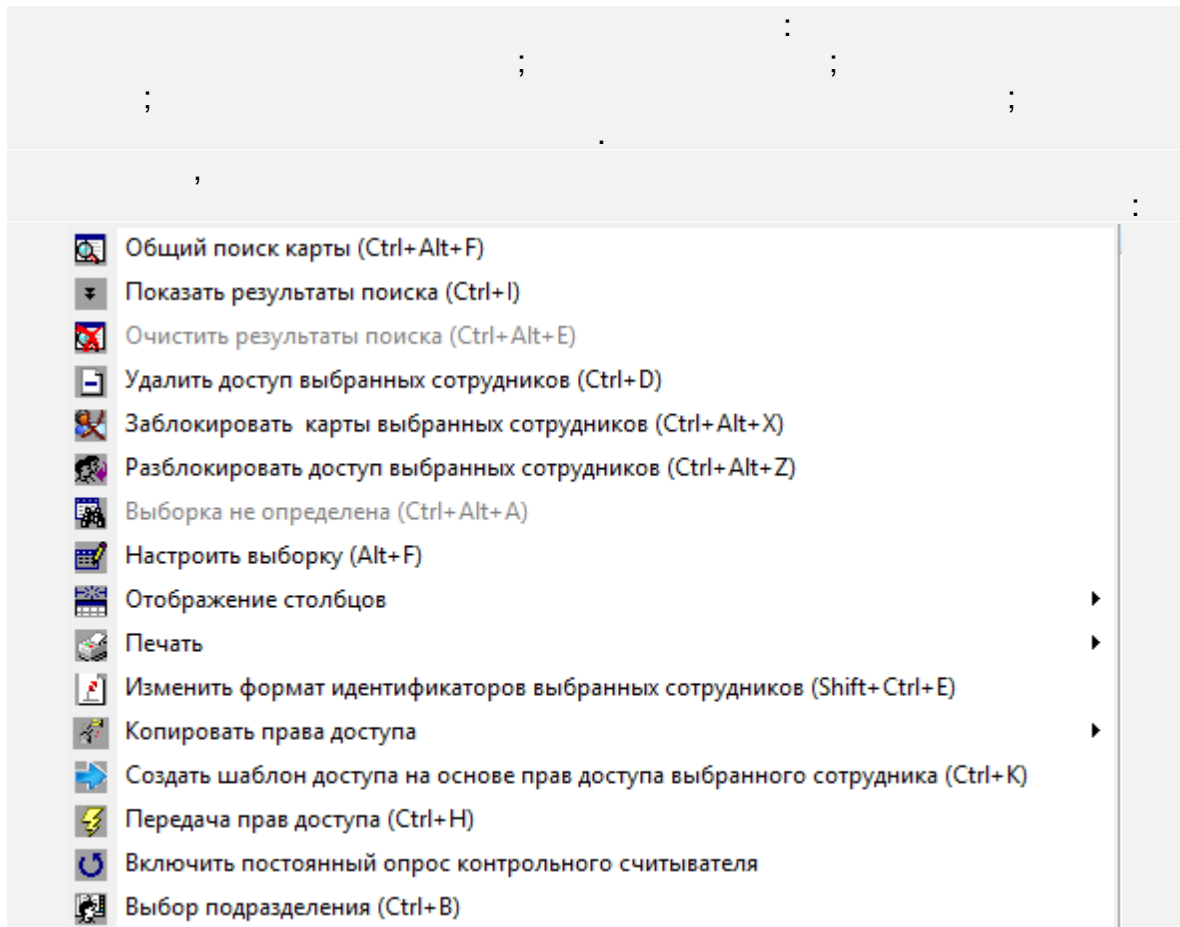 :
; ;
; ;
.
,
:
Общий поиск карты (Ctrl+Alt+F)
Показать результаты поиска (Ctrl+I)
Очистить результаты поиска (Ctrl+Alt+E)
Удалить доступ выбранных сотрудников (Ctrl+D)
Заблокировать  карты выбранных сотрудников (Ctrl+Alt+X)
Разблокировать доступ выбранных сотрудников (Ctrl+Alt+Z)
Выборка не определена (Ctrl+Alt+A)
Настроить выборку (Alt+F)
Отображение столбцов
Печать
Изменить формат идентификаторов выбранных сотрудников (Shift+Ctrl+E)
Копировать права доступа
Создать шаблон доступа на основе прав доступа выбранного сотрудника (Ctrl+K)
Передача прав доступа (Ctrl+H)
Включить постоянный опрос контрольного считывателя
Выбор подразделения (Ctrl+B)